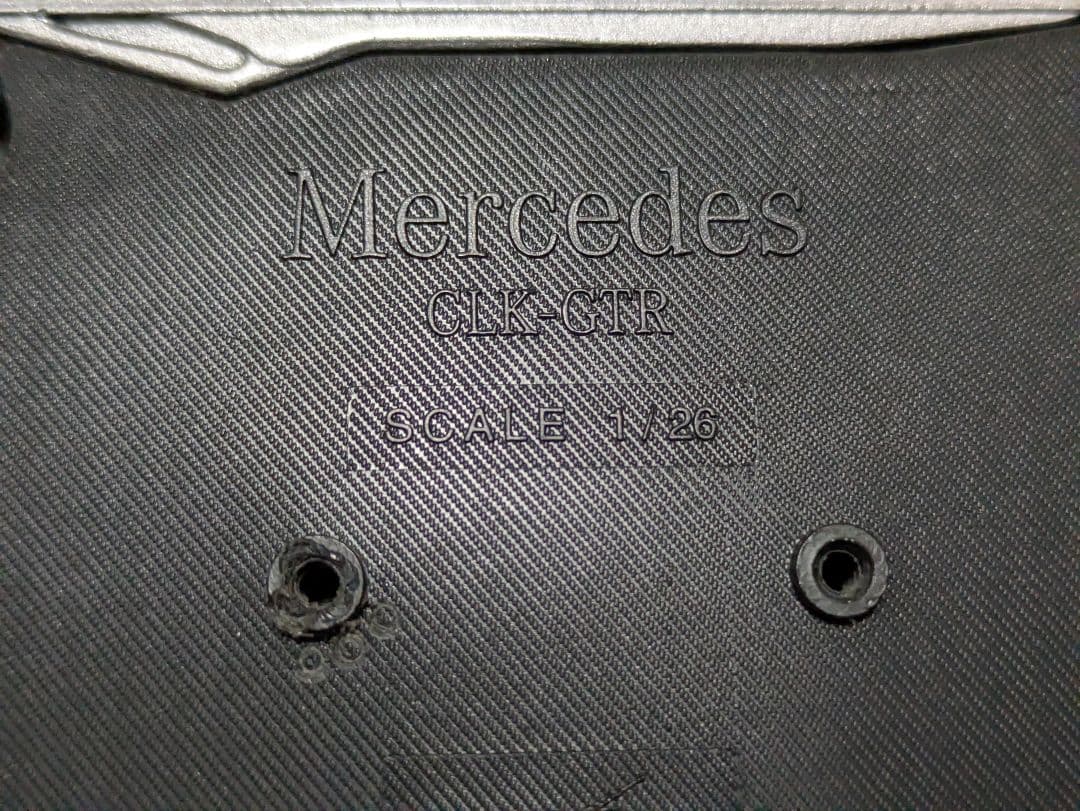 Mercedes
CLK-GTR
SCALE 1/26